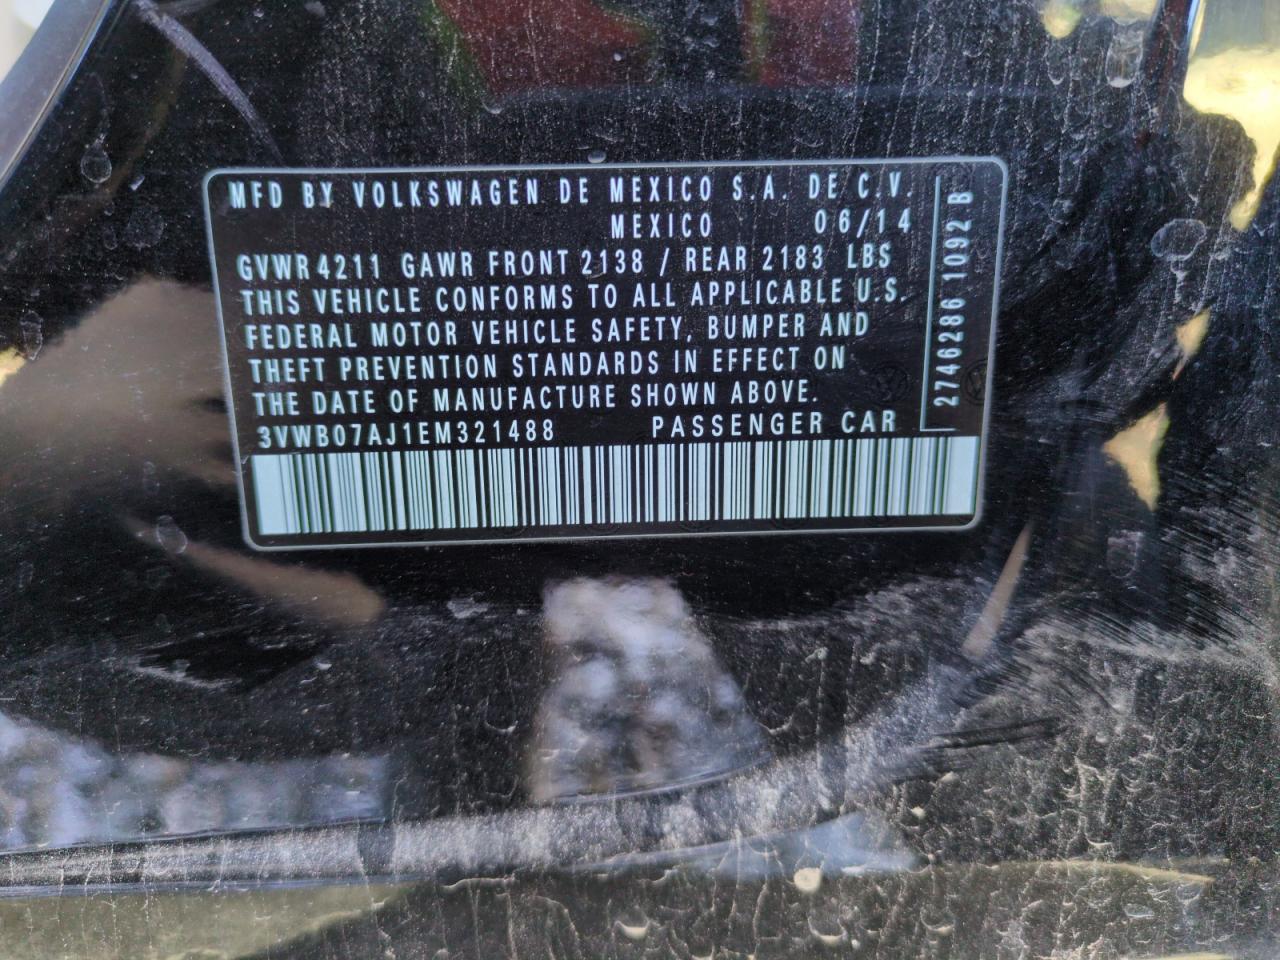 MFD BY VOLKSWAGEN DE MEXICO S.A. DE C.V.
MEXICO 06/14
GVWR 4211 GAWR FRONT 2138 / REAR 2183 LBS
THIS VEHICLE CONFORMS TO ALL APPLICABLE U.S.
FEDERAL MOTOR VEHICLE SAFETY, BUMPER AND
THEFT PREVENTION STANDARDS IN EFFECT ON
THE DATE OF MANUFACTURE SHOWN ABOVE.
3VWB07AJ1EM321488 PASSENGER CAR
2746286 1092 B